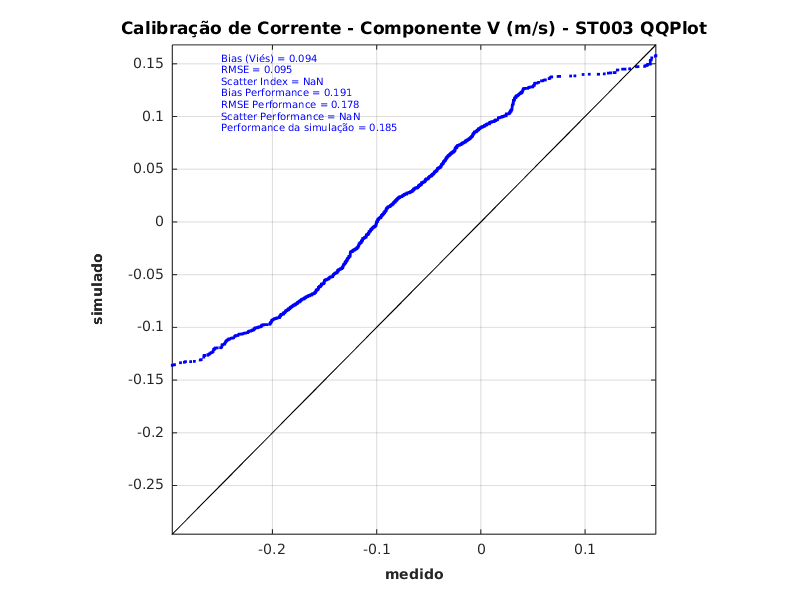 Calibração de Corrente - Componente V (m/s) - ST003 QQPlot
Bias (Viés) = 0.094
RMSE = 0.095
Scatter Index = NaN
Bias Performance = 0.191
RMSE Performance = 0.178
Scatter Performance = NaN
Performance da simulação = 0.185
0.15
0.1
0.05
0
-0.05
-0.1
-0.15
-0.2
-0.25
simulado
-0.2
-0.1
0
0.1
medido